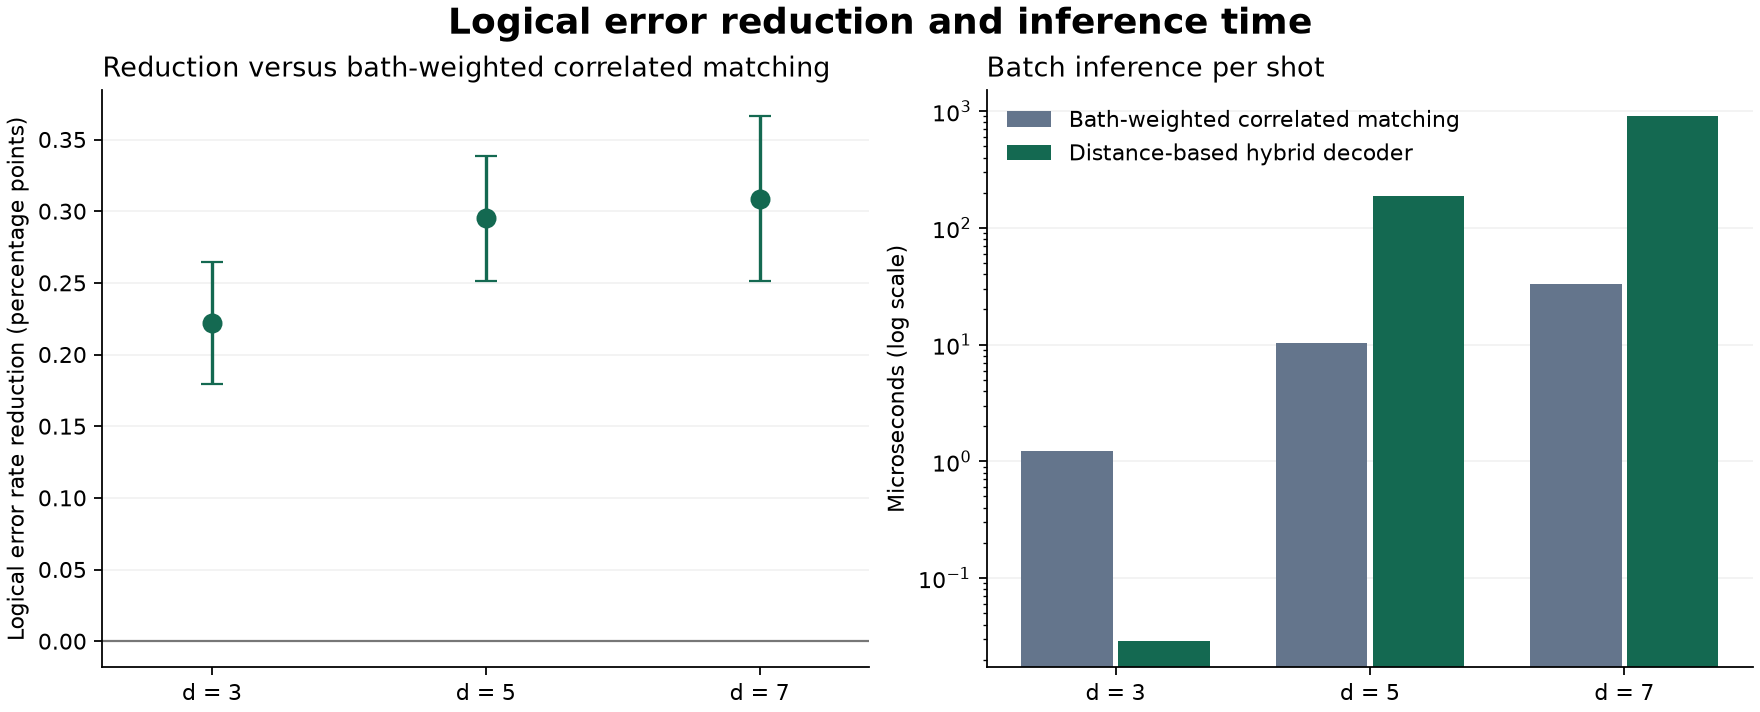 Logical error reduction and inference time
Reduction versus bath-weighted correlated matching
Logical error rate reduction (percentage points)
0.35
0.30
0.25
0.20
0.15
0.10
0.05
0.00
d = 3
d = 5
d = 7
Batch inference per shot
Microseconds (log scale)
10³
10²
10¹
10⁰
10⁻¹
Bath-weighted correlated matching
Distance-based hybrid decoder
d = 3
d = 5
d = 7